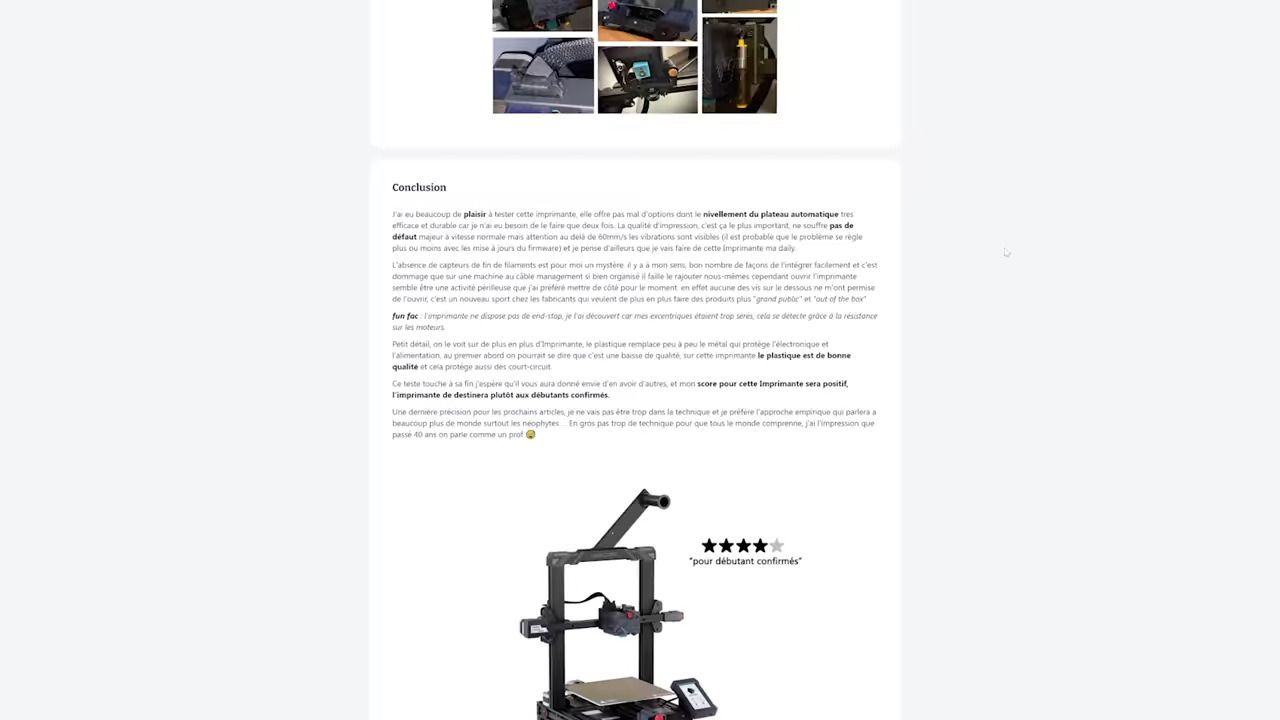 Conclusion
J'ai eu beaucoup de plaisir à tester cette imprimante, elle offre pas mal d'options dont le nivellement du plateau automatique tres
efficace et durable car je n'ai eu besoin de le faire que deux fois. La qualité d'impression, c'est ça le plus important, ne souffre pas de
défaut majeur à vitesse normale mais attention au delà de 60mm/s les vibrations sont visibles (il est probable que le problème se règle
plus ou moins avec les mise à jours du firmware) et je pense d'ailleurs que je vais faire de cette Imprimante ma daily.
L'absence de capteurs de fin de filaments est pour moi un mystère, il y a à mon sens, bon nombre de façons de l'intégrer facilement et c'est
dommage que sur une machine au câble management si bien organisé il faille le rajouter nous-mêmes cependant ouvrir l'imprimante
semble être une activité périlleuse que j'ai préféré mettre de côté pour le moment. en effet aucune des vis sur le dessous ne m'ont permise
de l'ouvrir, c'est un nouveau sport chez les fabricants qui veulent de plus en plus faire des produits plus "grand public" et "out of the box"
fun fac : l'imprimante ne dispose pas de end-stop, je l'ai découvert car mes excentriques étaient trop sérés, cela se détecte grâce à la résistance
sur les moteurs.
Petit détail, on le voit sur de plus en plus d'Imprimante, le plastique remplace peu à peu le métal qui protège l'électronique et
l'alimentation, au premier abord on pourrait se dire que c'est une baisse de qualité, sur cette imprimante le plastique est de bonne
qualité et cela protège aussi des court-circuit.
Ce teste touche à sa fin j'espère qu'il vous aura donné envie d'en avoir d'autres, et mon score pour cette Imprimante sera positif,
l'imprimante de destinera plutôt aux débutants confirmés.
Une dernière précision pour les prochains articles, je ne vais pas être trop dans la technique et je préfère l'approche empirique qui parlera a
beaucoup plus de monde surtout les néophytes... En gros pas trop de technique pour que tous le monde comprenne, j'ai l'impression que
passé 40 ans on parle comme un prof 😅
"pour débutant confirmés"